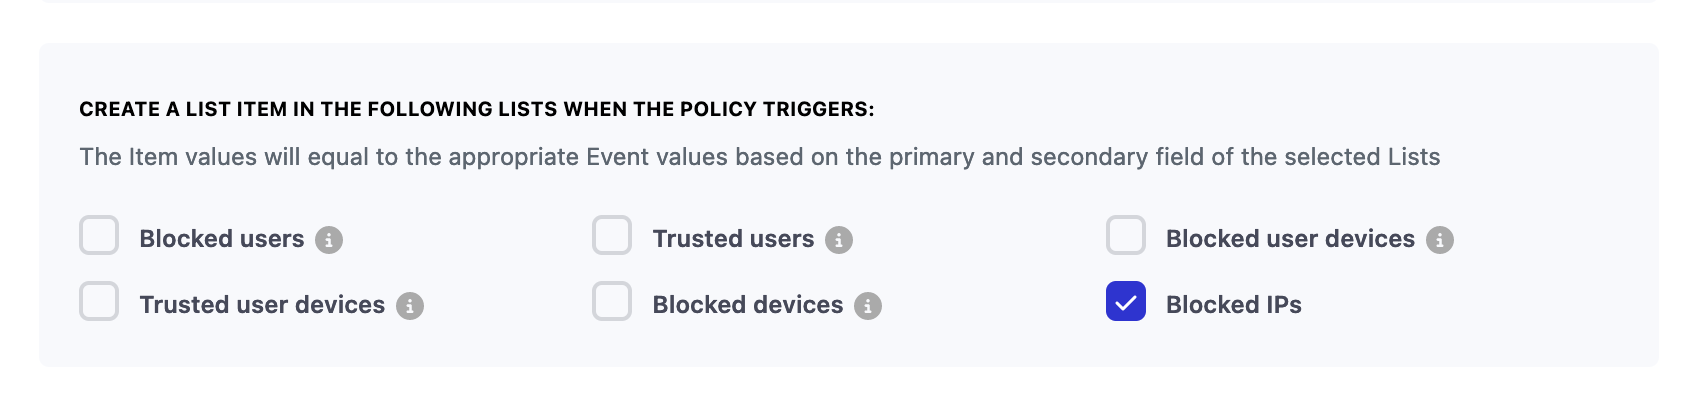 CREATE A LIST ITEM IN THE FOLLOWING LISTS WHEN THE POLICY TRIGGERS:
The Item values will equal to the appropriate Event values based on the primary and secondary field of the selected Lists
Blocked users
Trusted users
Blocked user devices
Trusted user devices
Blocked devices
Blocked IPs